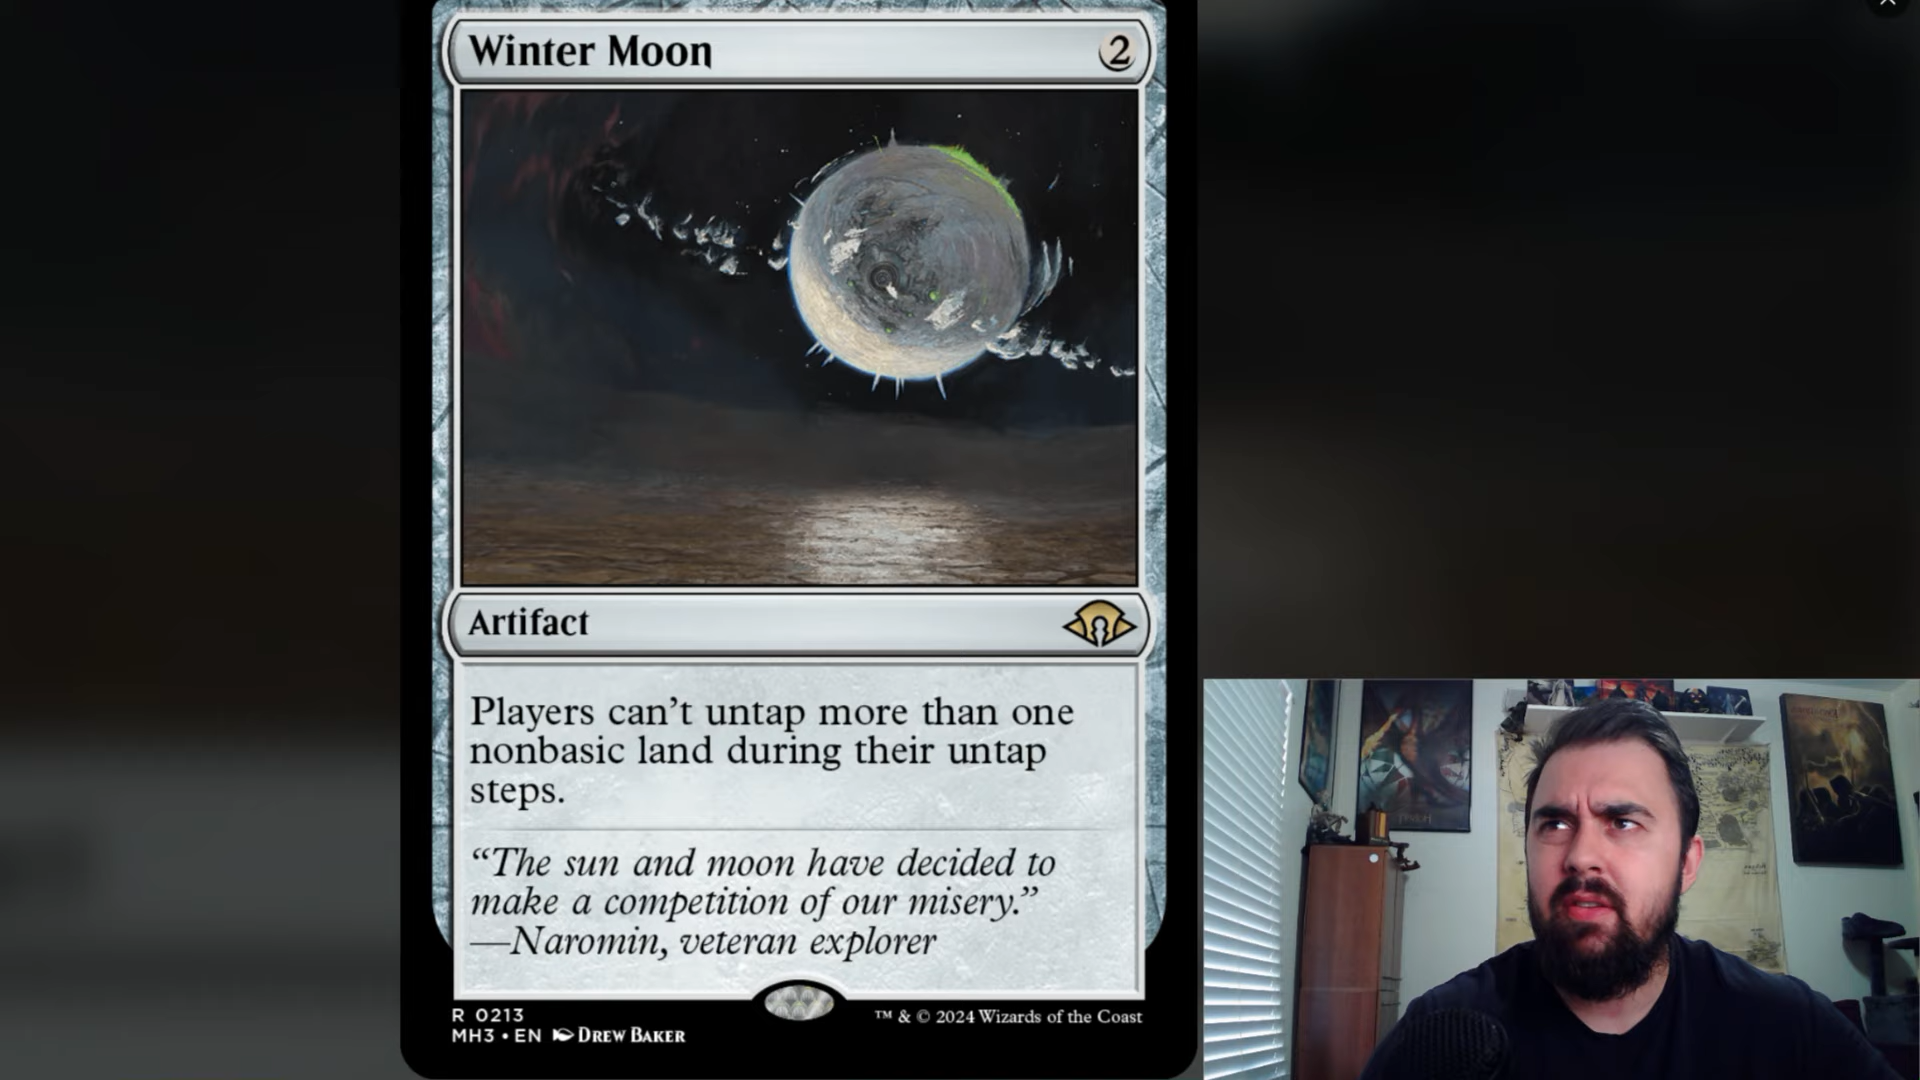 Winter Moon 2
Artifact
Players can't untap more than one
nonbasic land during their untap
steps.
"The sun and moon have decided to
make a competition of our misery."
—Naromin, veteran explorer
R 0213
MH3 • EN DREW BAKER
™ & © 2024 Wizards of the Coast